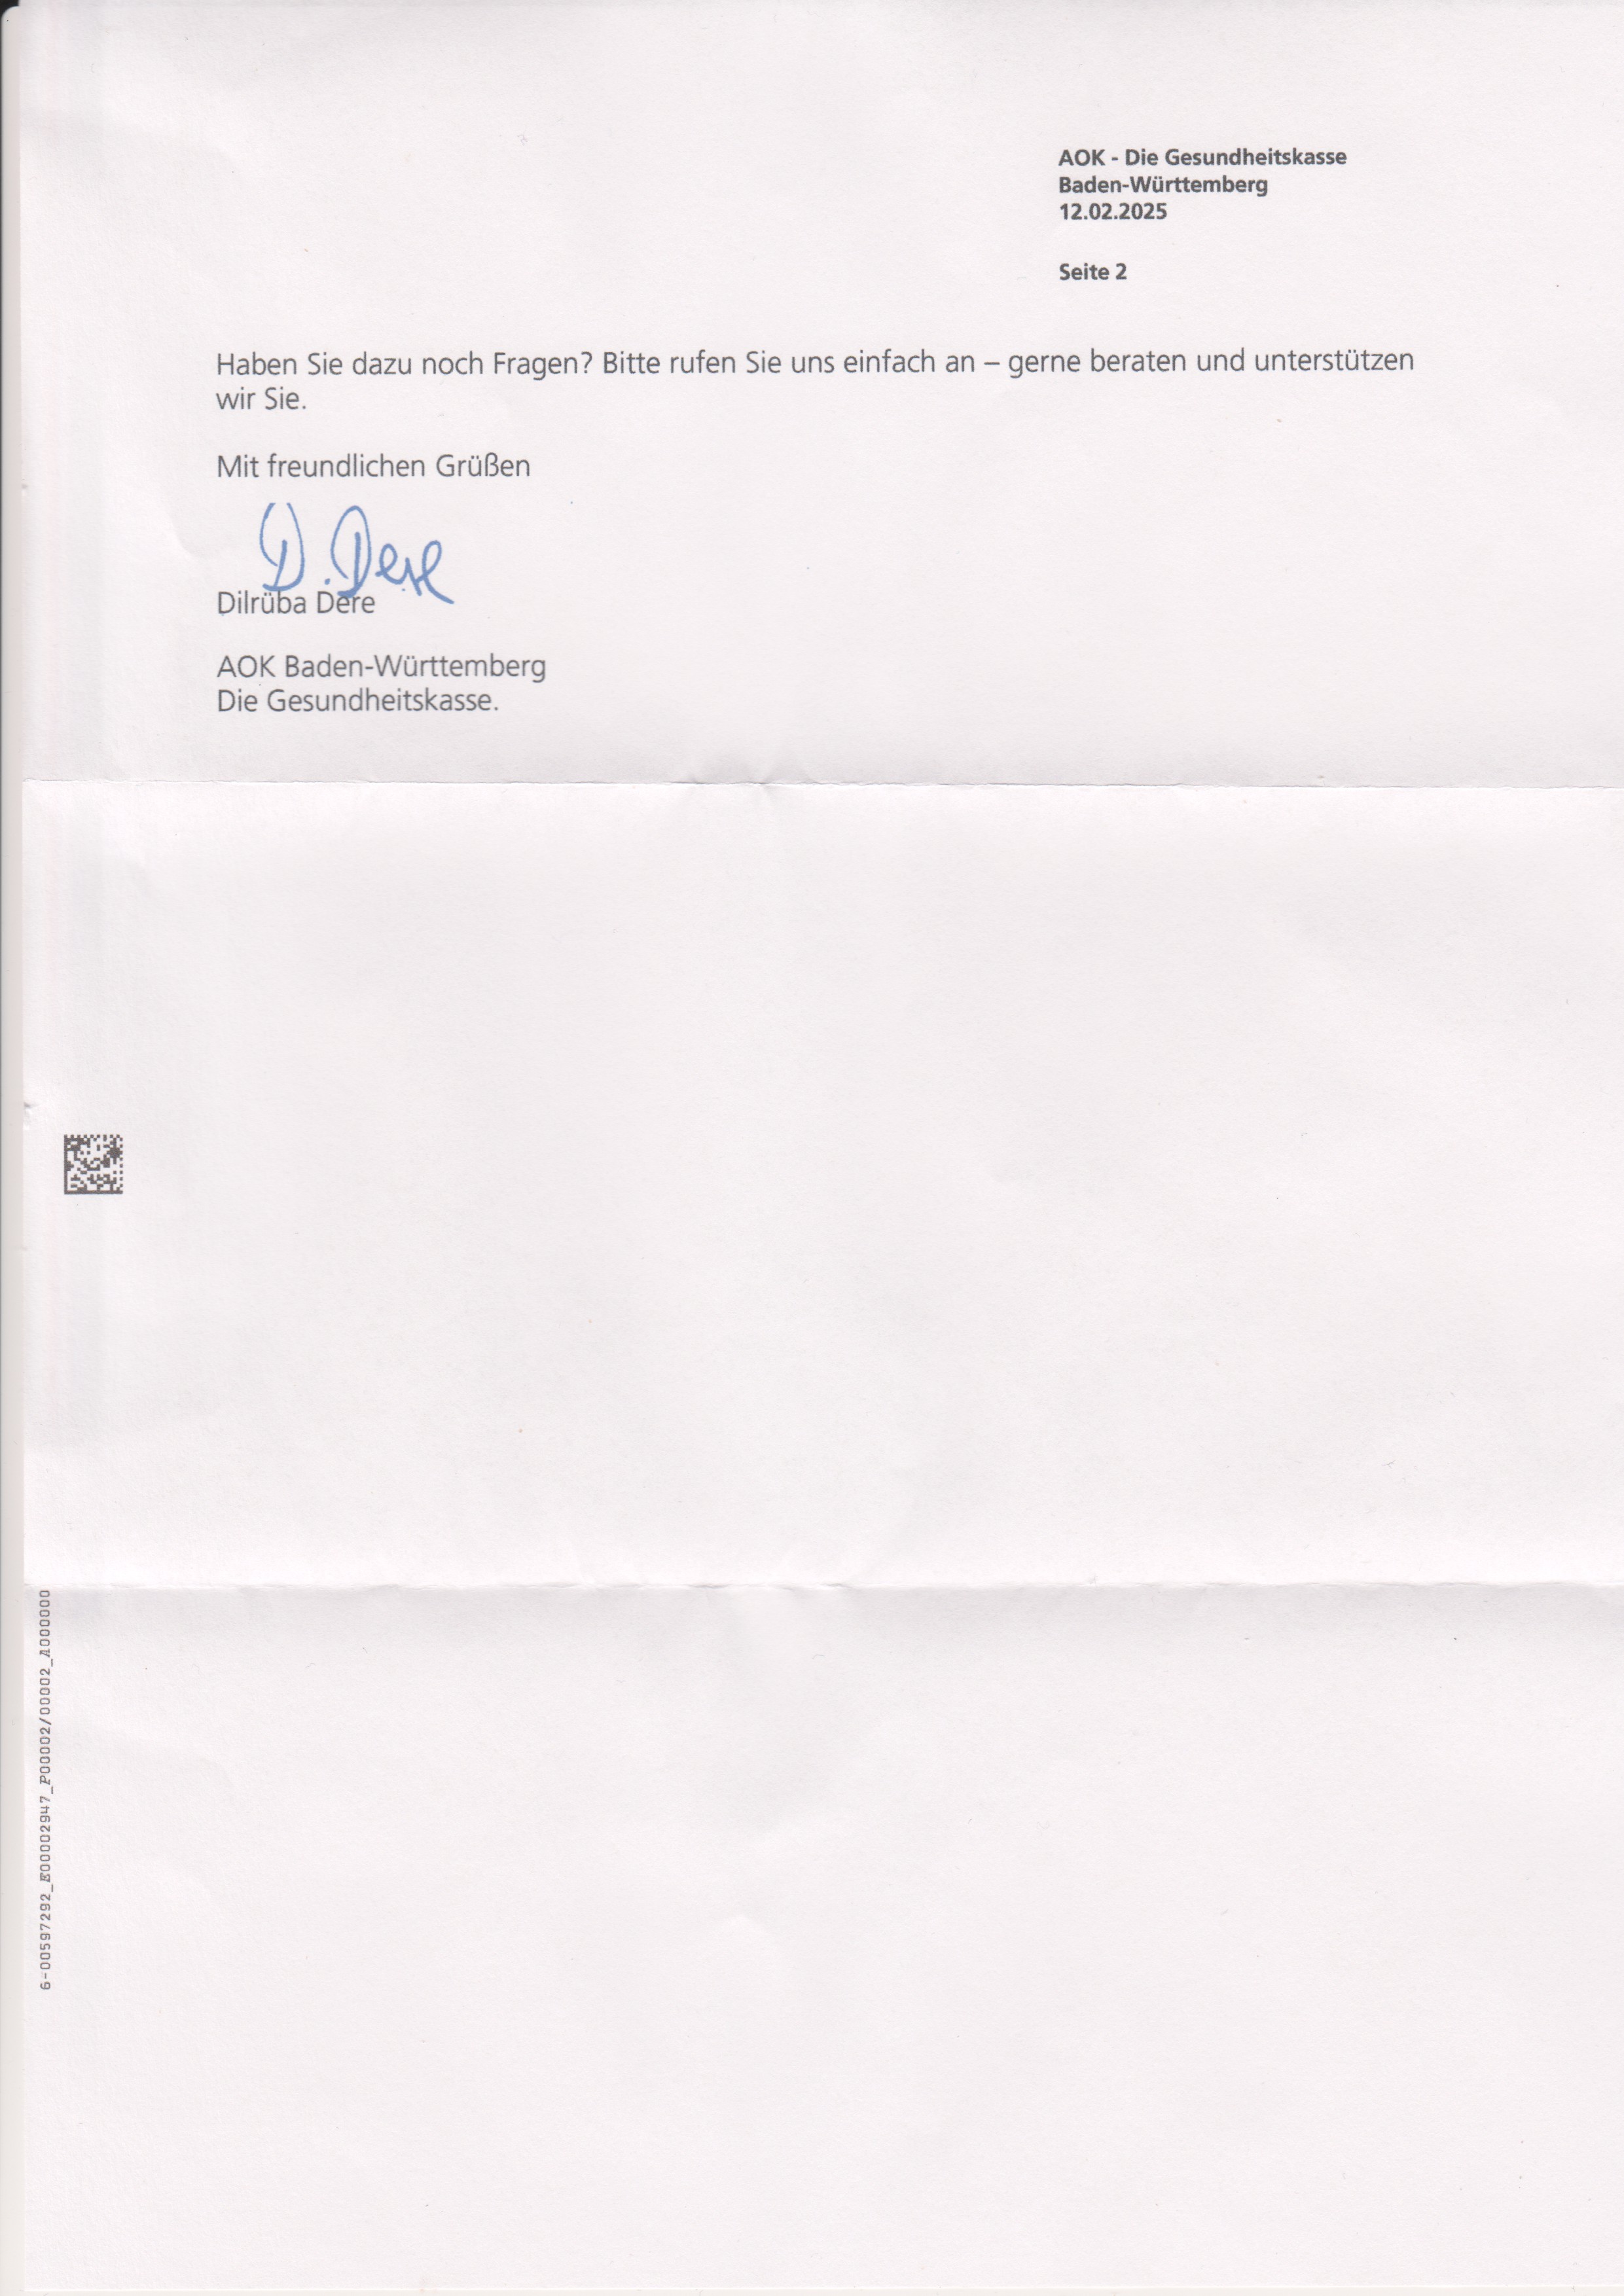 AOK - Die Gesundheitskasse
Baden-Württemberg
12.02.2025
Seite 2
Haben Sie dazu noch Fragen? Bitte rufen Sie uns einfach an – gerne beraten und unterstützen
wir Sie.
Mit freundlichen Grüßen
D. Dere
Dilrüba Dere
AOK Baden-Württemberg
Die Gesundheitskasse.
6-00597292_E00002947_P00002/00002_A000000